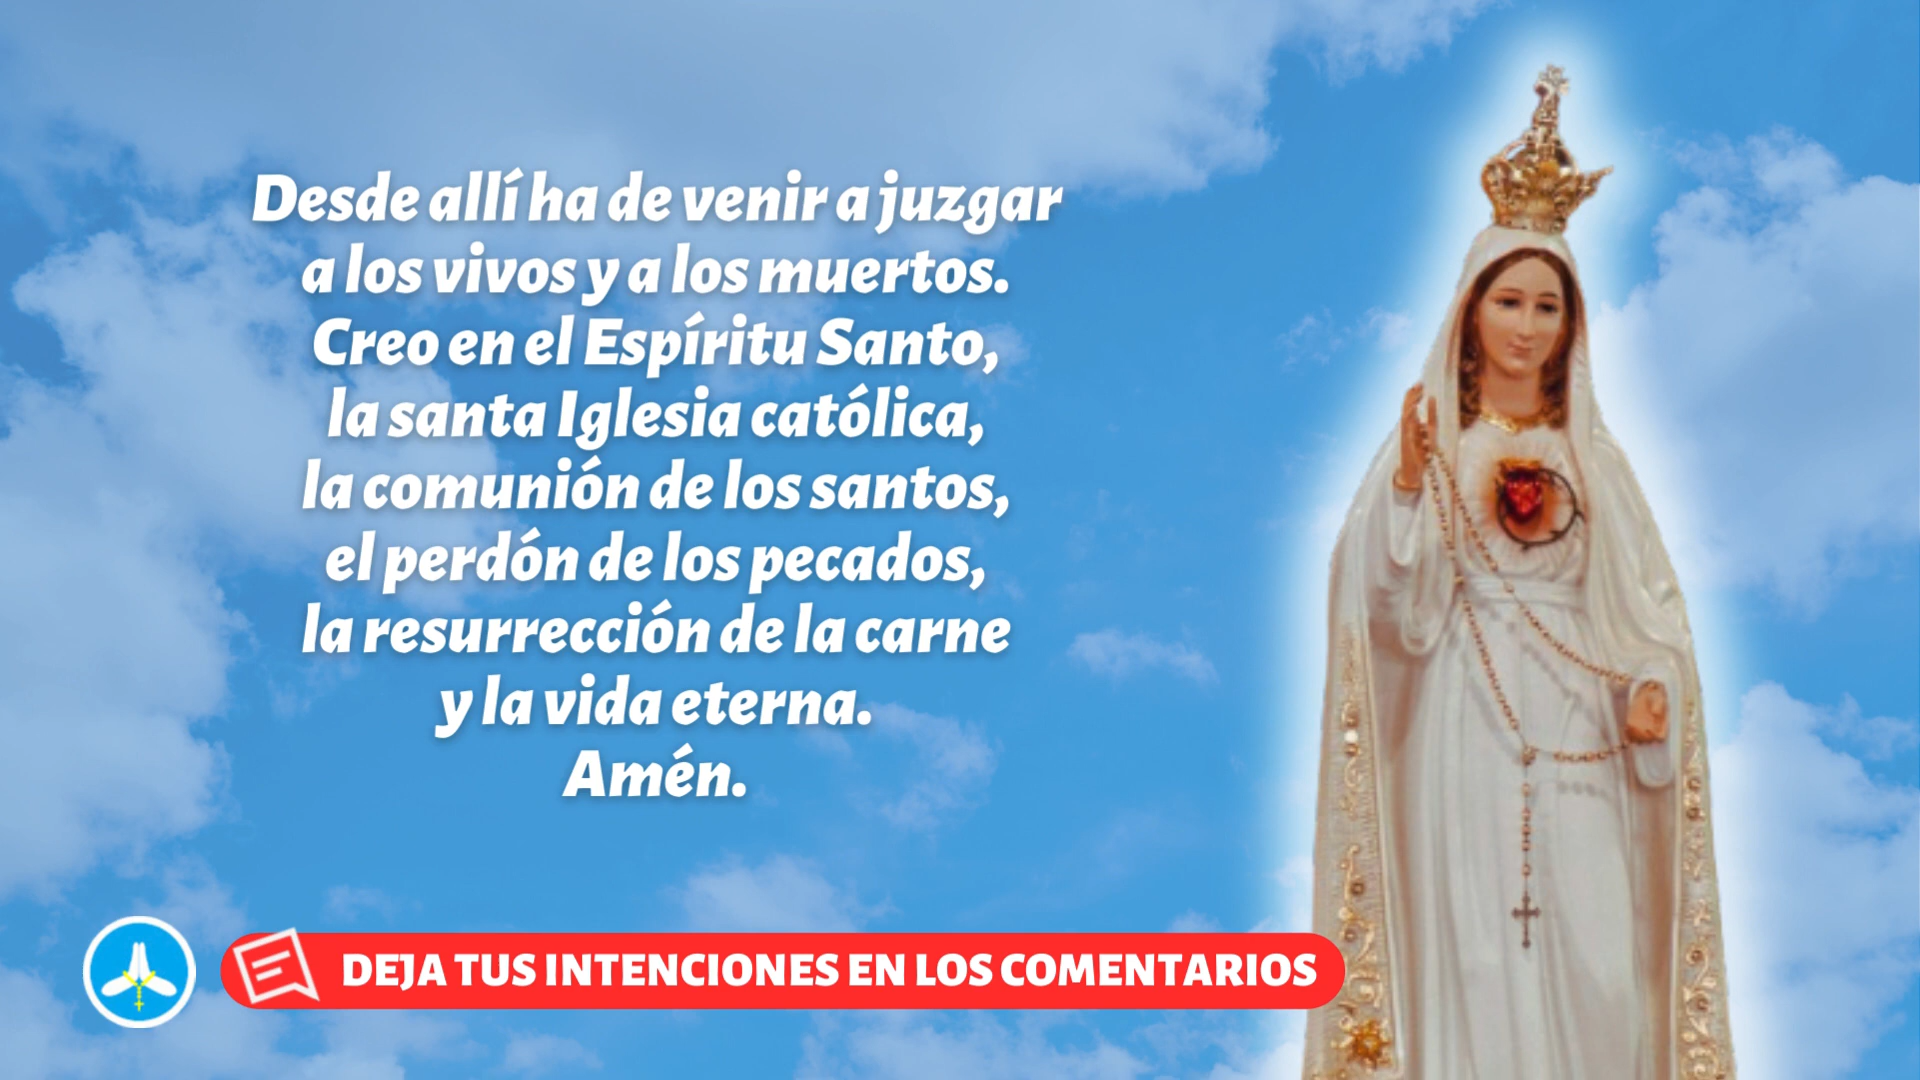 Desde allí ha de venir a juzgar
a los vivos y a los muertos.
Creo en el Espíritu Santo,
la santa Iglesia católica,
la comunión de los santos,
el perdón de los pecados,
la resurrección de la carne
y la vida eterna.
Amén.
DEJA TUS INTENCIONES EN LOS COMENTARIOS